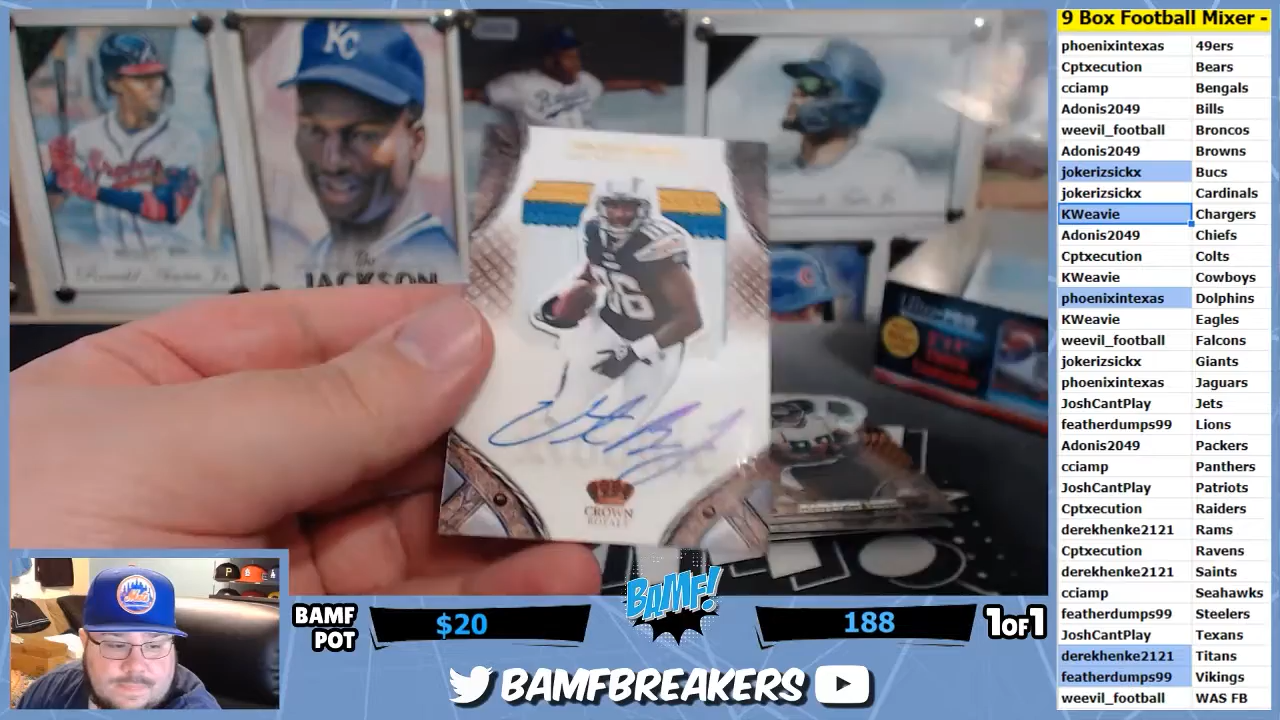 9 Box Football Mixer -
phoenixintexas 49ers
Cptxecution Bears
cciamp Bengals
Adonis2049 Bills
weevil_football Broncos
Adonis2049 Browns
jokerizsickx Bucs
jokerizsickx Cardinals
KWeavie Chargers
Adonis2049 Chiefs
Cptxecution Colts
KWeavie Cowboys
phoenixintexas Dolphins
KWeavie Eagles
weevil_football Falcons
jokerizsickx Giants
phoenixintexas Jaguars
JoshCantPlay Jets
featherdumps99 Lions
Adonis2049 Packers
cciamp Panthers
JoshCantPlay Patriots
Cptxecution Raiders
derekhenke2121 Rams
Cptxecution Ravens
derekhenke2121 Saints
cciamp Seahawks
featherdumps99 Steelers
JoshCantPlay Texans
derekhenke2121 Titans
featherdumps99 Vikings
weevil_football WAS FB
KC
Bo
JACKSON
Braves
86
CROWN
ROYALE
BAMF
POT
$20
BAMF!
188
1OF1
BAMFBREAKERS